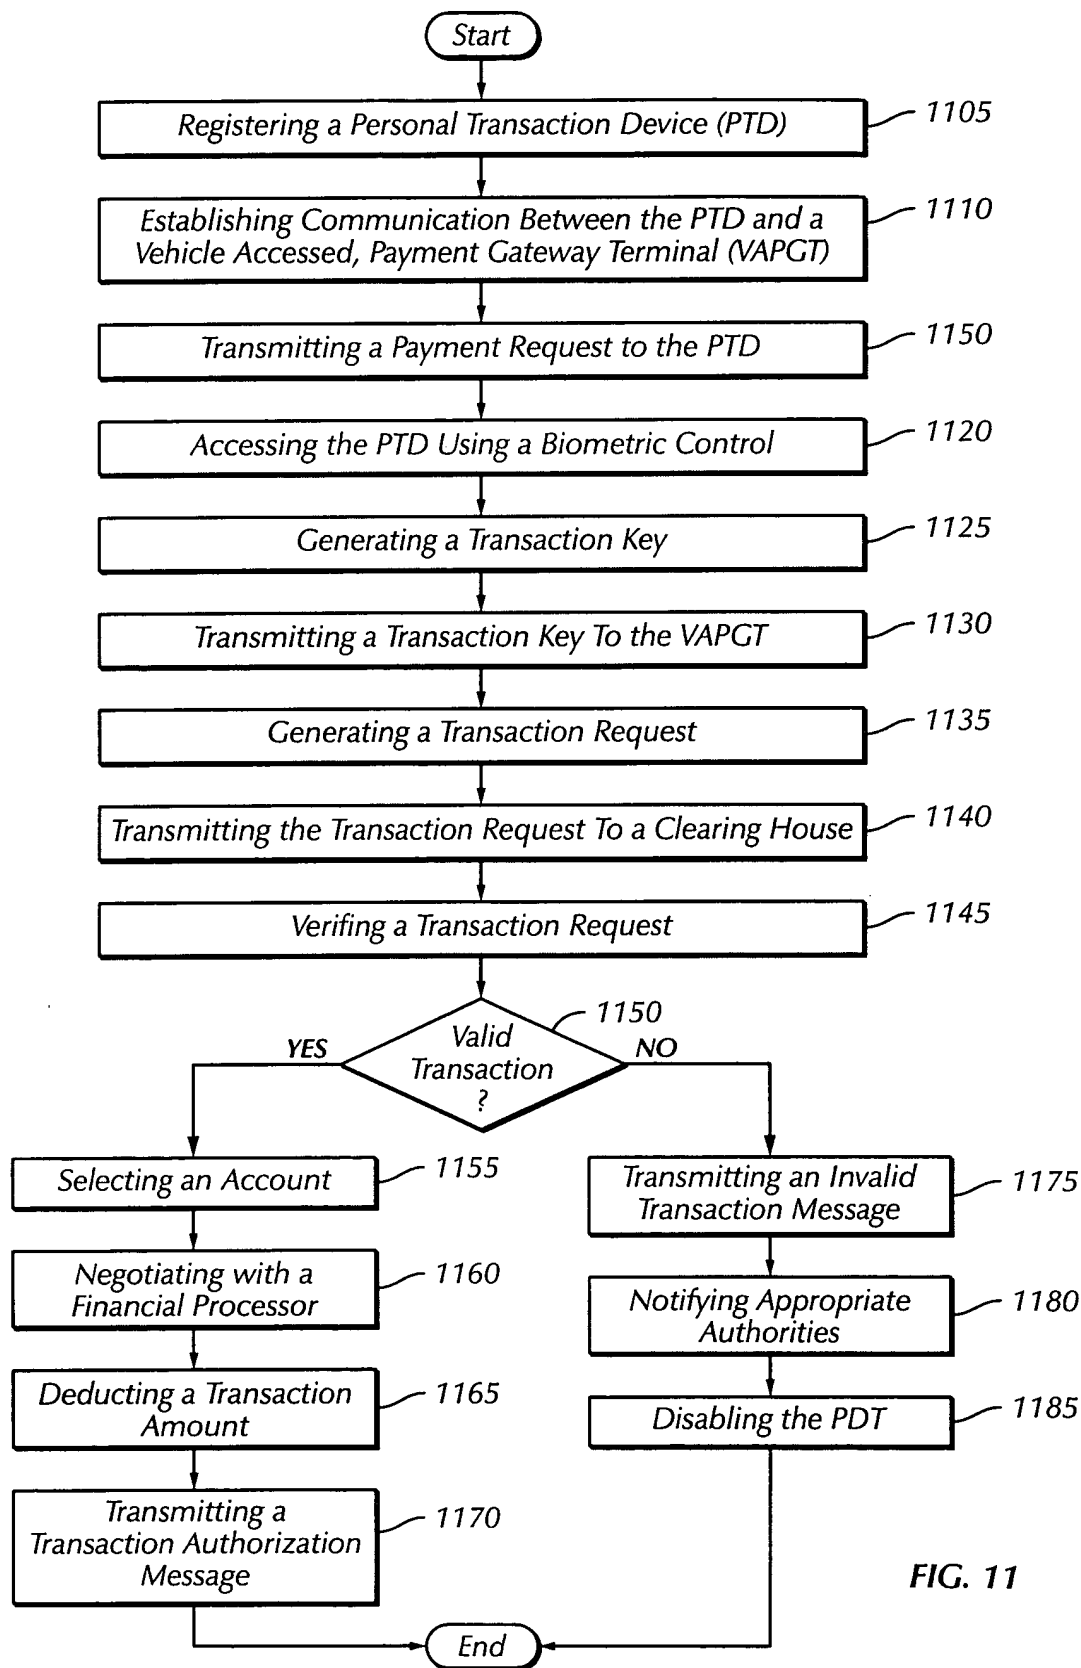 Start
Registering a Personal Transaction Device (PTD)
1105
Establishing Communication Between the PTD and a
Vehicle Accessed, Payment Gateway Terminal (VAPGT)
1110
Transmitting a Payment Request to the PTD
1150
Accessing the PTD Using a Biometric Control
1120
Generating a Transaction Key
1125
Transmitting a Transaction Key To the VAPGT
1130
Generating a Transaction Request
1135
Transmitting the Transaction Request To a Clearing House
1140
Verifing a Transaction Request
1145
Valid
Transaction
?
1150
YES
NO
Selecting an Account
1155
Negotiating with a
Financial Processor
1160
Deducting a Transaction
Amount
1165
Transmitting a
Transaction Authorization
Message
1170
Transmitting an Invalid
Transaction Message
1175
Notifying Appropriate
Authorities
1180
Disabling the PDT
1185
End
FIG. 11